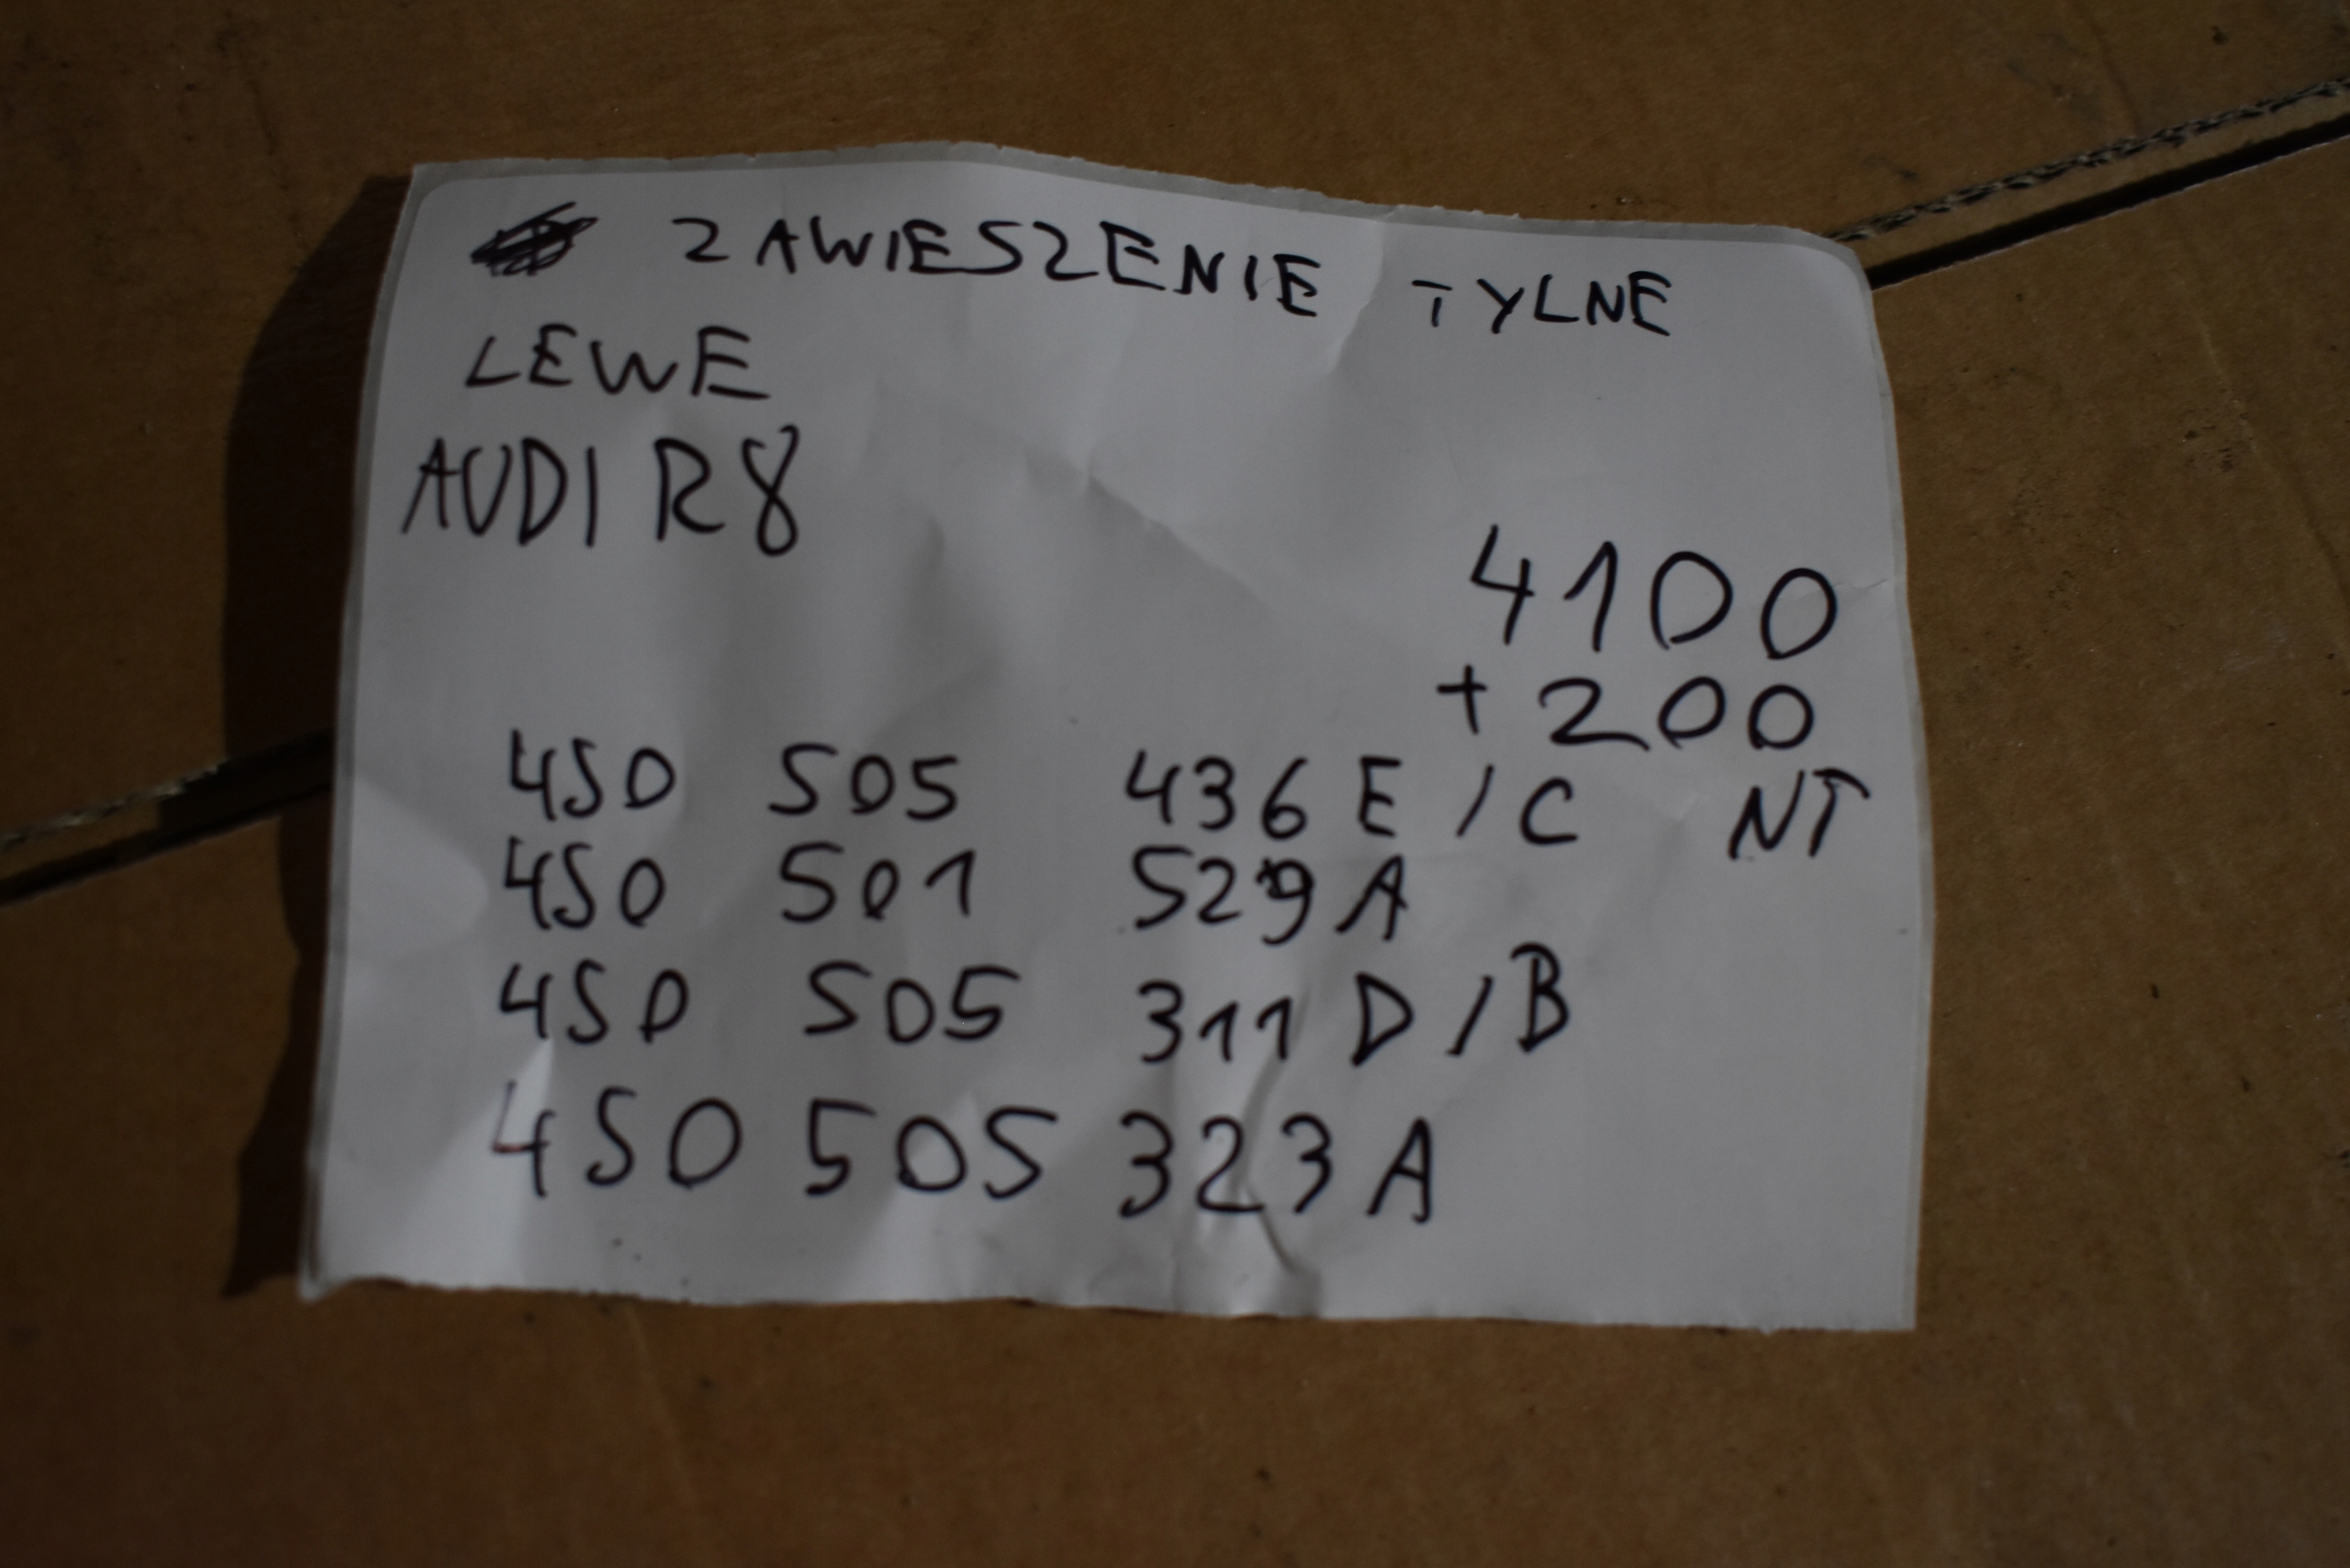 ZAWIESZENIE TYLNE
LEWE
AUDI R8
4100
+ 200
4S0 505 436 E / C NT
4S0 501 529 A
4S0 505 311 D / B
4S0 505 323 A